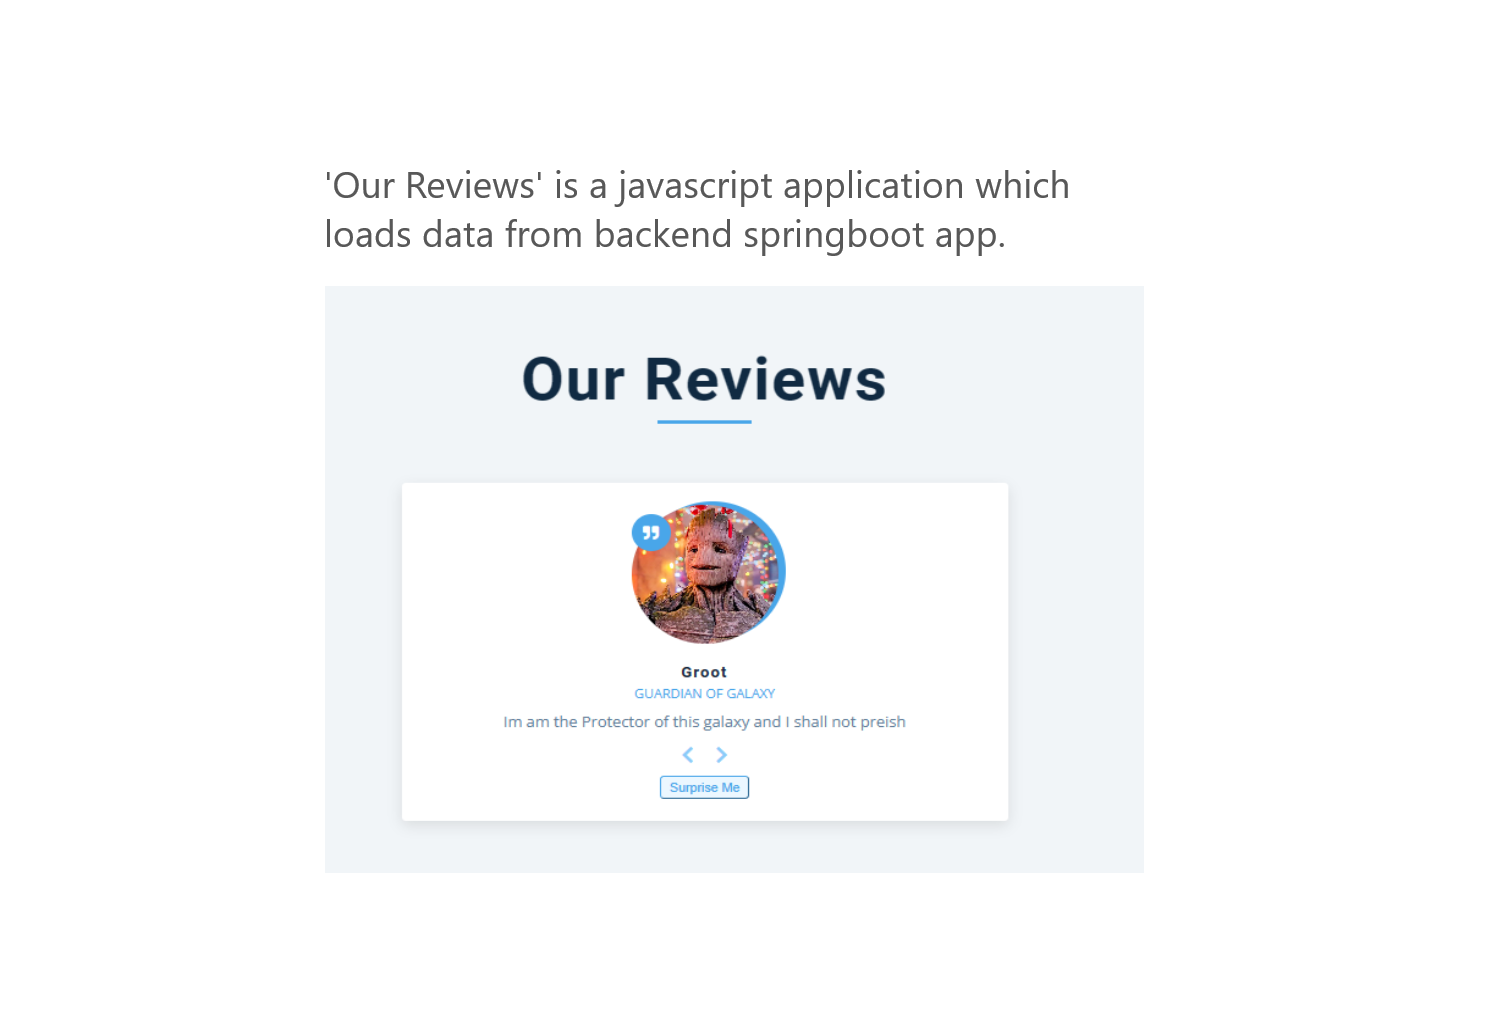 'Our Reviews' is a javascript application which
loads data from backend springboot app.
Our Reviews
Groot
GUARDIAN OF GALAXY
Im am the Protector of this galaxy and I shall not preish
Surprise Me